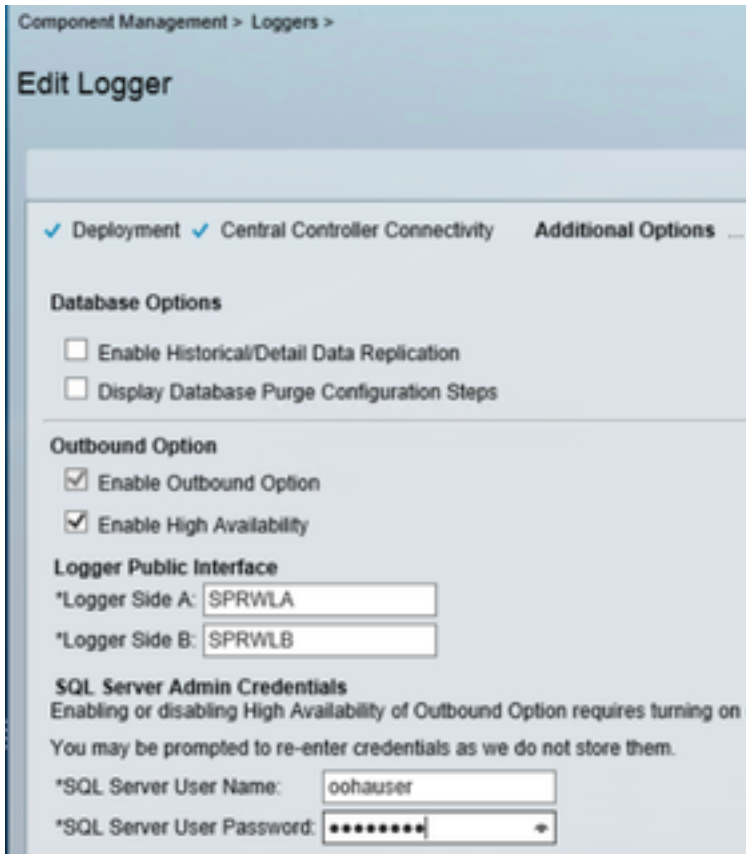 Component Management > Loggers >
Edit Logger
Deployment Central Controller Connectivity Additional Options ...
Database Options
Enable Historical/Detail Data Replication
Display Database Purge Configuration Steps
Outbound Option
Enable Outbound Option
Enable High Availability
Logger Public Interface
*Logger Side A: SPRWLA
*Logger Side B: SPRWLB
SQL Server Admin Credentials
Enabling or disabling High Availability of Outbound Option requires turning on
You may be prompted to re-enter credentials as we do not store them.
*SQL Server User Name: oohauser
*SQL Server User Password: ••••••••